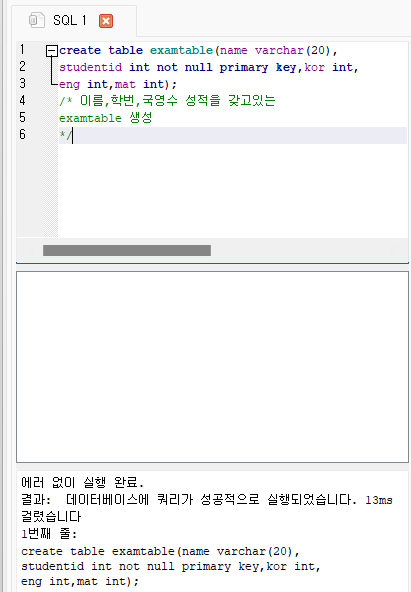 SQL 1
1 create table examtable(name varchar(20),
2 studentid int not null primary key,kor int,
3 eng int,mat int);
4 /* 이름,학번,국영수 성적을 갖고있는
5 examtable 생성
6 */
에러 없이 실행 완료.
결과: 데이터베이스에 쿼리가 성공적으로 실행되었습니다. 13ms
걸렸습니다
1번째 줄:
create table examtable(name varchar(20),
studentid int not null primary key,kor int,
eng int,mat int);